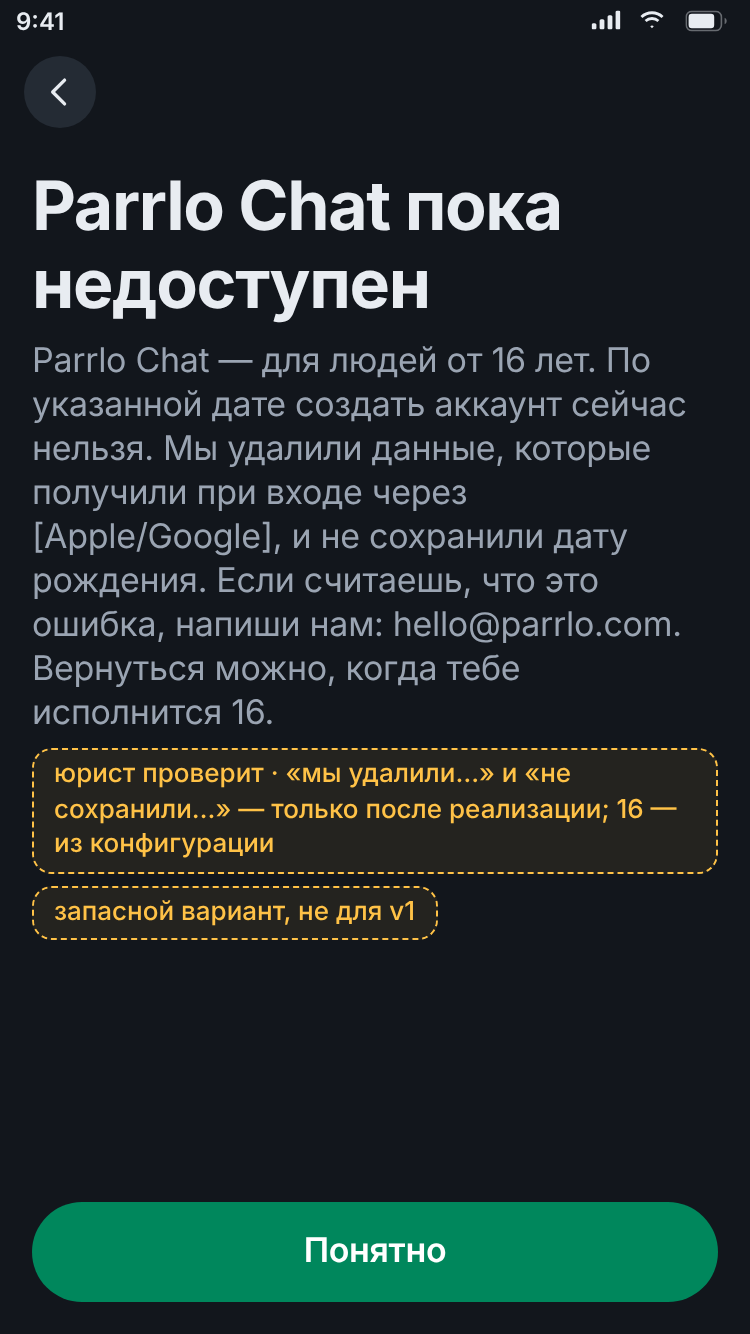 9:41
Parrlo Chat пока
недоступен
Parrlo Chat — для людей от 16 лет. По
указанной дате создать аккаунт сейчас
нельзя. Мы удалили данные, которые
получили при входе через
[Apple/Google], и не сохранили дату
рождения. Если считаешь, что это
ошибка, напиши нам: hello@parrlo.com.
Вернуться можно, когда тебе
исполнится 16.
юрист проверит · «мы удалили…» и «не
сохранили…» — только после реализации; 16 —
из конфигурации
запасной вариант, не для v1
Понятно